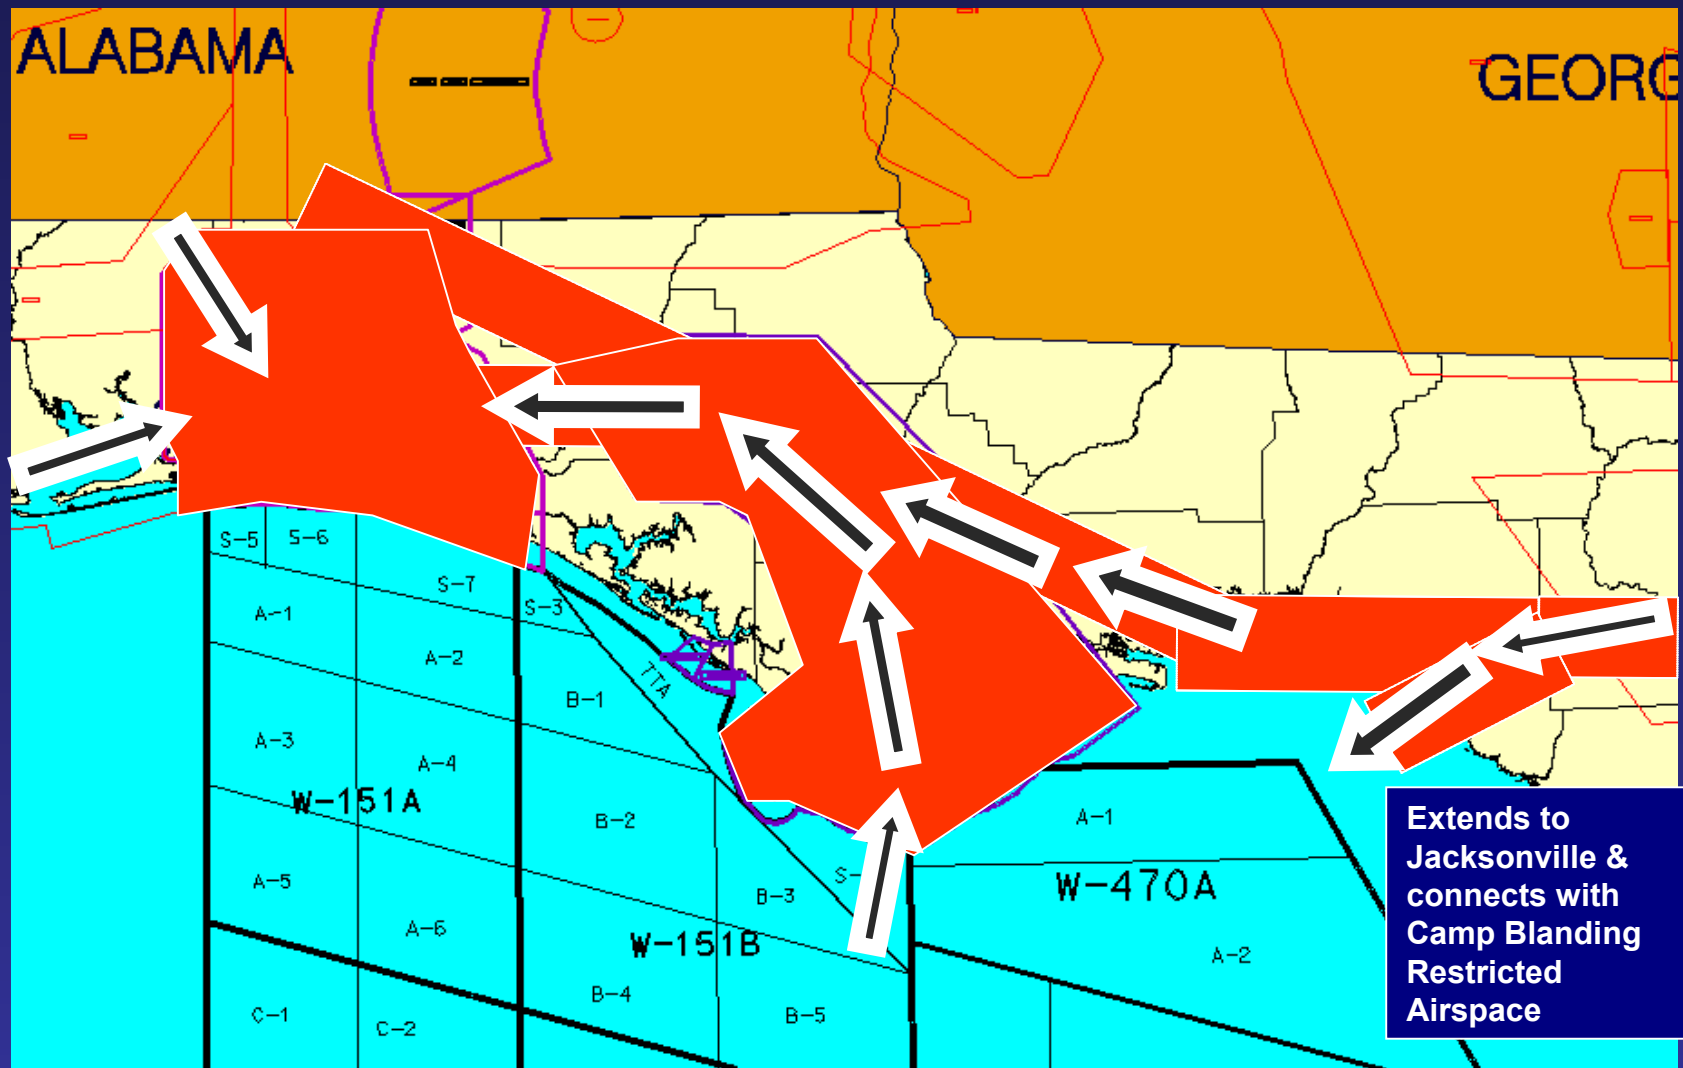 ALABAMA
GEORG
S-5
S-6
S-7
A-1
S-3
A-2
TTA
B-1
A-3
A-4
W-151A
B-2
A-1
A-5
B-3
S-
W-470A
A-6
W-151B
A-2
B-4
C-1
C-2
B-5
Extends to
Jacksonville &
connects with
Camp Blanding
Restricted
Airspace